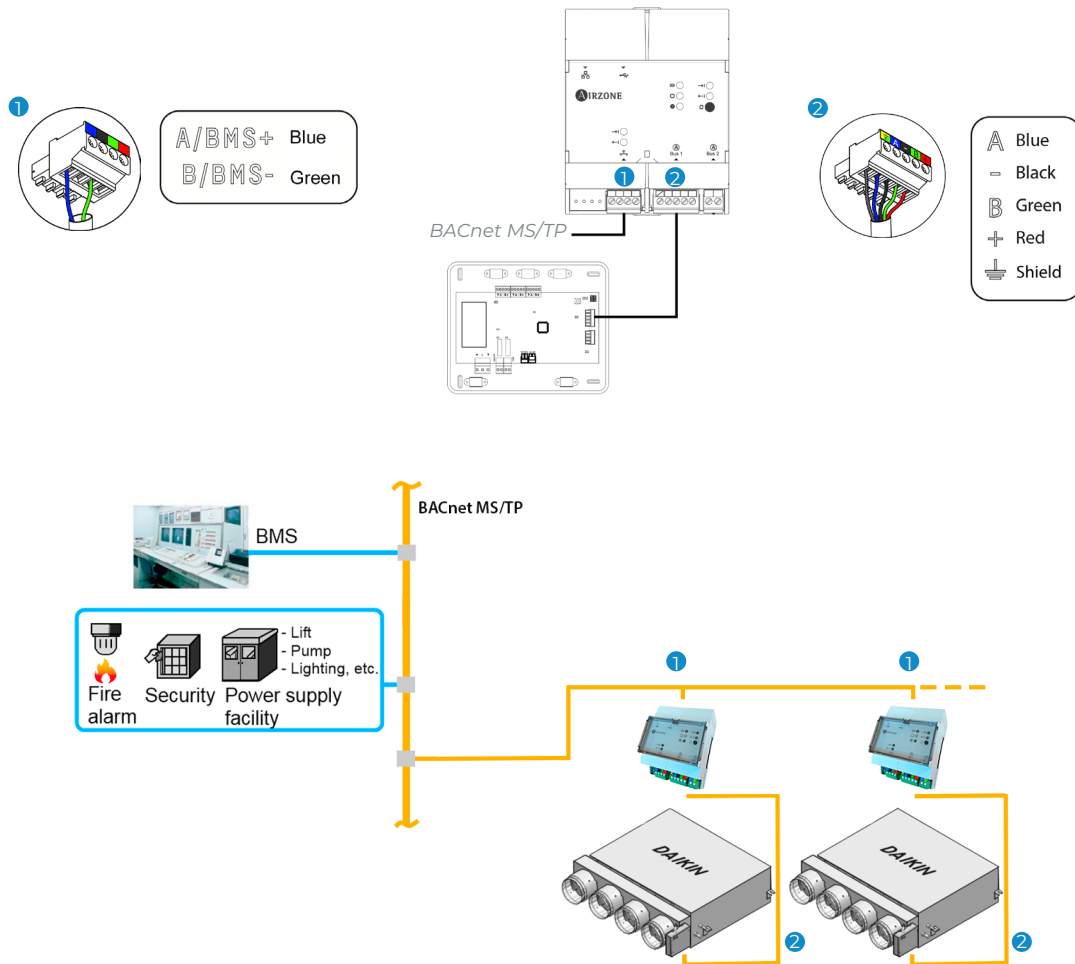 1
A/BMS+ Blue
B/BMS- Green
AIRZONE
Bus 1
Bus 2
1
2
BACnet MS/TP
2
A Blue
- Black
B Green
+ Red
Shield
BACnet MS/TP
BMS
- Lift
- Pump
- Lighting, etc.
Fire
alarm
Security
Power supply
facility
1
1
AIRZONE
AIRZONE
DAIKIN
DAIKIN
2
2